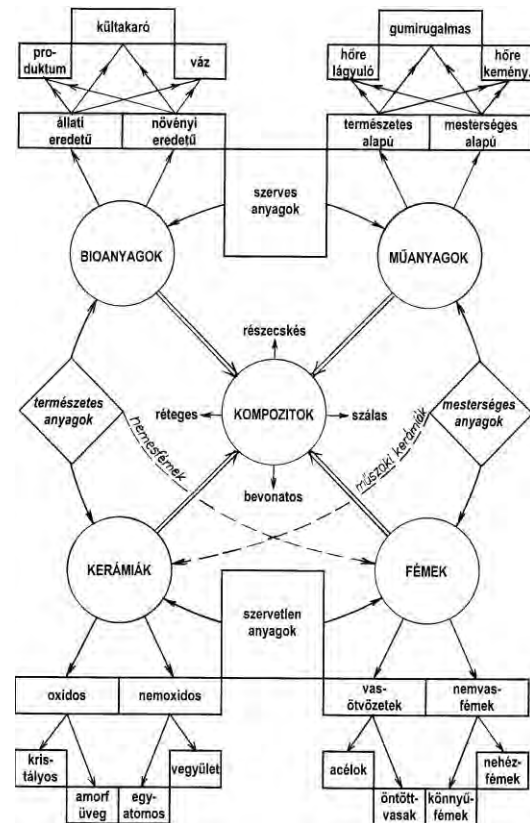 kültakaró
pro-
duktum
váz
állati
eredetű
növényi
eredetű
gumirugalmas
hőre
lágyuló
hőre
kemény.
természetes
alapú
mesterséges
alapú
szerves
anyagok
BIOANYAGOK
MŰANYAGOK
részecskés
természetes
anyagok
réteges
KOMPOZITOK
szálas
mesterséges
anyagok
nemesfémek
műszaki kerámiák
bevonatos
KERÁMIÁK
FÉMEK
szervetlen
anyagok
oxidos
nemoxidos
vas-
ötvözetek
nemvas-
fémek
kris-
tályos
vegyület
amorf
üveg
egy-
atomos
acélok
nehéz-
fémek
öntött-
vasak
könnyű-
fémek